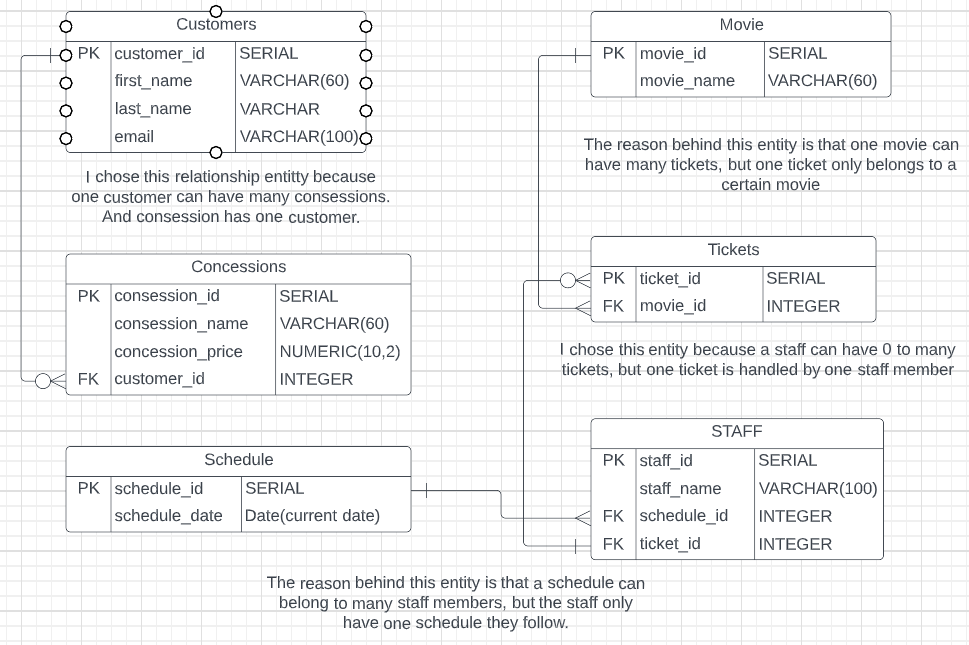 Customers
PK customer_id SERIAL
first_name VARCHAR(60)
last_name VARCHAR
email VARCHAR(100)
I chose this relationship entitty because
one customer can have many consessions.
And consession has one customer.
Concessions
PK consession_id SERIAL
consession_name VARCHAR(60)
concession_price NUMERIC(10,2)
FK customer_id INTEGER
Schedule
PK schedule_id SERIAL
schedule_date Date(current date)
Movie
PK movie_id SERIAL
movie_name VARCHAR(60)
The reason behind this entity is that one movie can
have many tickets, but one ticket only belongs to a
certain movie
Tickets
PK ticket_id SERIAL
FK movie_id INTEGER
I chose this entity because a staff can have 0 to many
tickets, but one ticket is handled by one staff member
STAFF
PK staff_id SERIAL
staff_name VARCHAR(100)
FK schedule_id INTEGER
FK ticket_id INTEGER
The reason behind this entity is that a schedule can
belong to many staff members, but the staff only
have one schedule they follow.